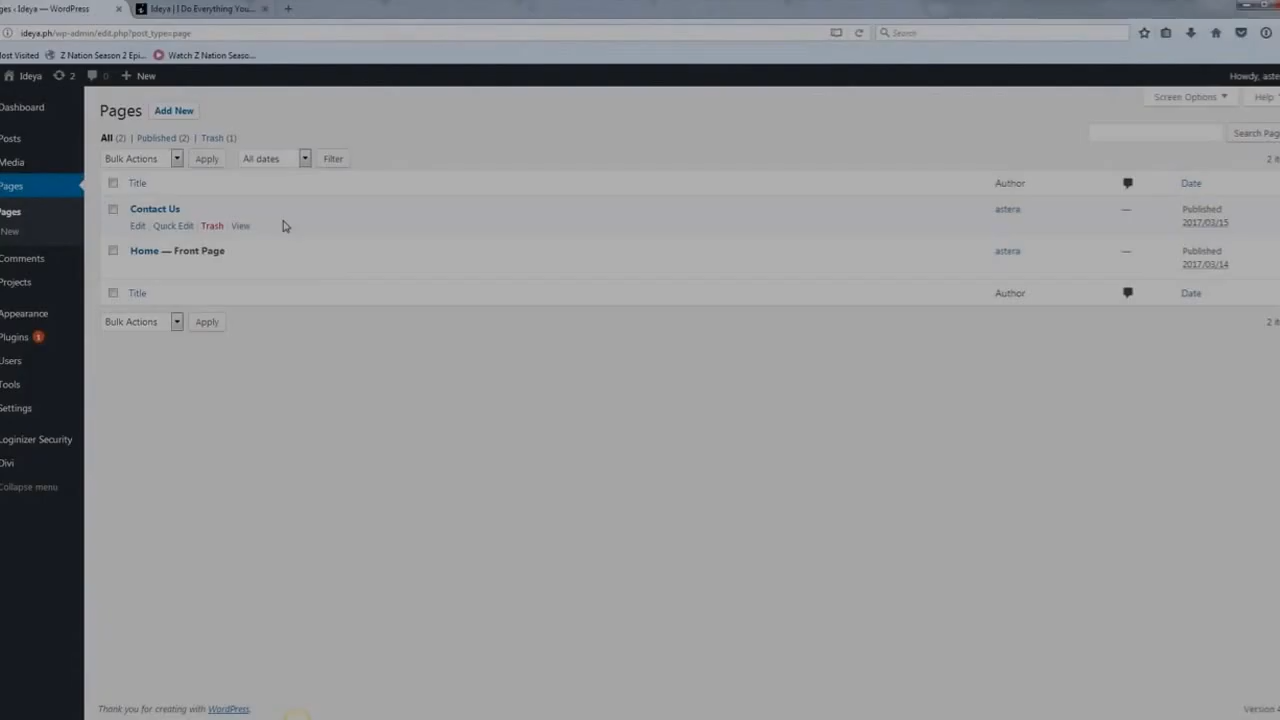 ges ‹ Ideya — WordPress × Ideya | I Do Everything You... × +
ideya.ph/wp-admin/edit.php?post_type=page Search
ost Visited Z Nation Season 2 Epi... Watch Z Nation Seaso...
Ideya 2 0 + New Howdy, aste
Screen Options Help
Dashboard
Posts
Media
Pages
Pages
New
Comments
Projects
Appearance
Plugins 1
Users
Tools
Settings
Loginizer Security
Divi
Collapse menu
Pages Add New
All (2) | Published (2) | Trash (1)
Search Pag
Bulk Actions Apply All dates Filter
2 it
Title Author Date
Contact Us astera — Published
Edit Quick Edit Trash View 2017/03/15
Home — Front Page astera — Published
2017/03/14
Title Author Date
Bulk Actions Apply
2 it
Thank you for creating with WordPress. Version 4